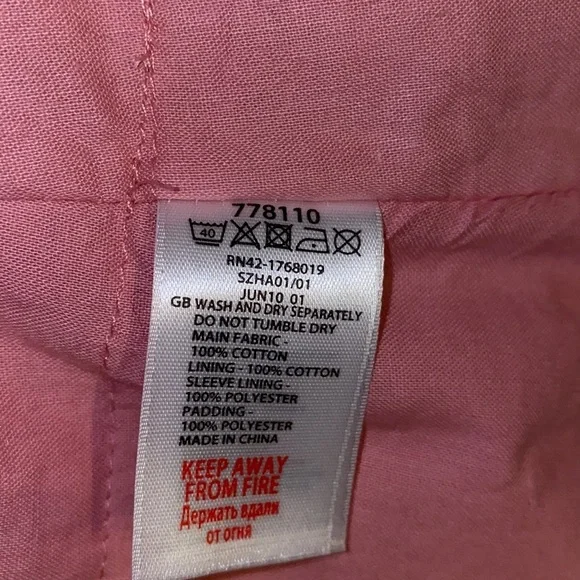 778110
40
RN42-1768019
SZHA01/01
JUN10 01
GB WASH AND DRY SEPARATELY
DO NOT TUMBLE DRY
MAIN FABRIC -
100% COTTON
LINING - 100% COTTON
SLEEVE LINING -
100% POLYESTER
PADDING -
100% POLYESTER
MADE IN CHINA
KEEP AWAY
FROM FIRE
Держать вдали
от огня